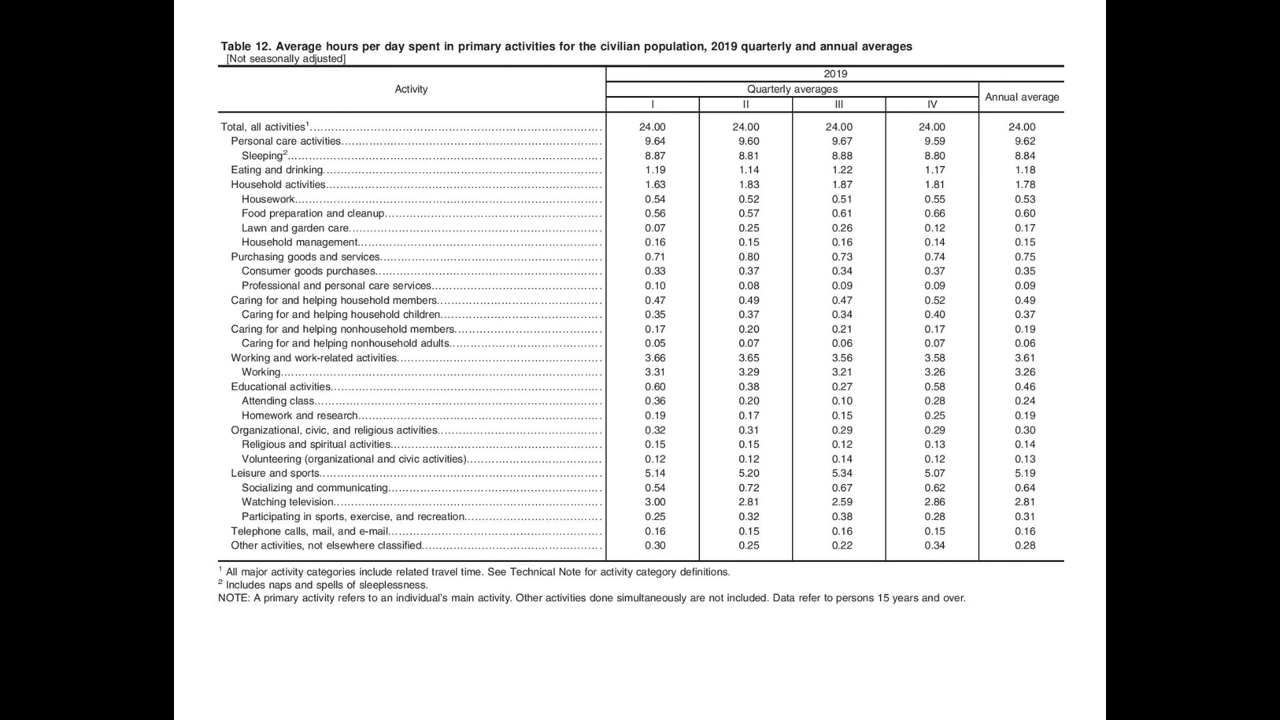 Table 12. Average hours per day spent in primary activities for the civilian population, 2019 quarterly and annual averages
[Not seasonally adjusted]
Activity
2019
Quarterly averages
Annual average
I II III IV
Total, all activities1 24.00 24.00 24.00 24.00 24.00
Personal care activities 9.64 9.60 9.67 9.59 9.62
Sleeping2 8.87 8.81 8.88 8.80 8.84
Eating and drinking 1.19 1.14 1.22 1.17 1.18
Household activities 1.63 1.83 1.87 1.81 1.78
Housework 0.54 0.52 0.51 0.55 0.53
Food preparation and cleanup 0.56 0.57 0.61 0.66 0.60
Lawn and garden care 0.07 0.25 0.26 0.12 0.17
Household management 0.16 0.15 0.16 0.14 0.15
Purchasing goods and services 0.71 0.80 0.73 0.74 0.75
Consumer goods purchases 0.33 0.37 0.34 0.37 0.35
Professional and personal care services 0.10 0.08 0.09 0.09 0.09
Caring for and helping household members 0.47 0.49 0.47 0.52 0.49
Caring for and helping household children 0.35 0.37 0.34 0.40 0.37
Caring for and helping nonhousehold members 0.17 0.20 0.21 0.17 0.19
Caring for and helping nonhousehold adults 0.05 0.07 0.06 0.07 0.06
Working and work-related activities 3.66 3.65 3.56 3.58 3.61
Working 3.31 3.29 3.21 3.26 3.26
Educational activities 0.60 0.38 0.27 0.58 0.46
Attending class 0.36 0.20 0.10 0.28 0.24
Homework and research 0.19 0.17 0.15 0.25 0.19
Organizational, civic, and religious activities 0.32 0.31 0.29 0.29 0.30
Religious and spiritual activities 0.15 0.15 0.12 0.13 0.14
Volunteering (organizational and civic activities) 0.12 0.12 0.14 0.12 0.13
Leisure and sports 5.14 5.20 5.34 5.07 5.19
Socializing and communicating 0.54 0.72 0.67 0.62 0.64
Watching television 3.00 2.81 2.59 2.86 2.81
Participating in sports, exercise, and recreation 0.25 0.32 0.38 0.28 0.31
Telephone calls, mail, and e-mail 0.16 0.15 0.16 0.15 0.16
Other activities, not elsewhere classified 0.30 0.25 0.22 0.34 0.28
1 All major activity categories include related travel time. See Technical Note for activity category definitions.
2 Includes naps and spells of sleeplessness.
NOTE: A primary activity refers to an individual's main activity. Other activities done simultaneously are not included. Data refer to persons 15 years and over.